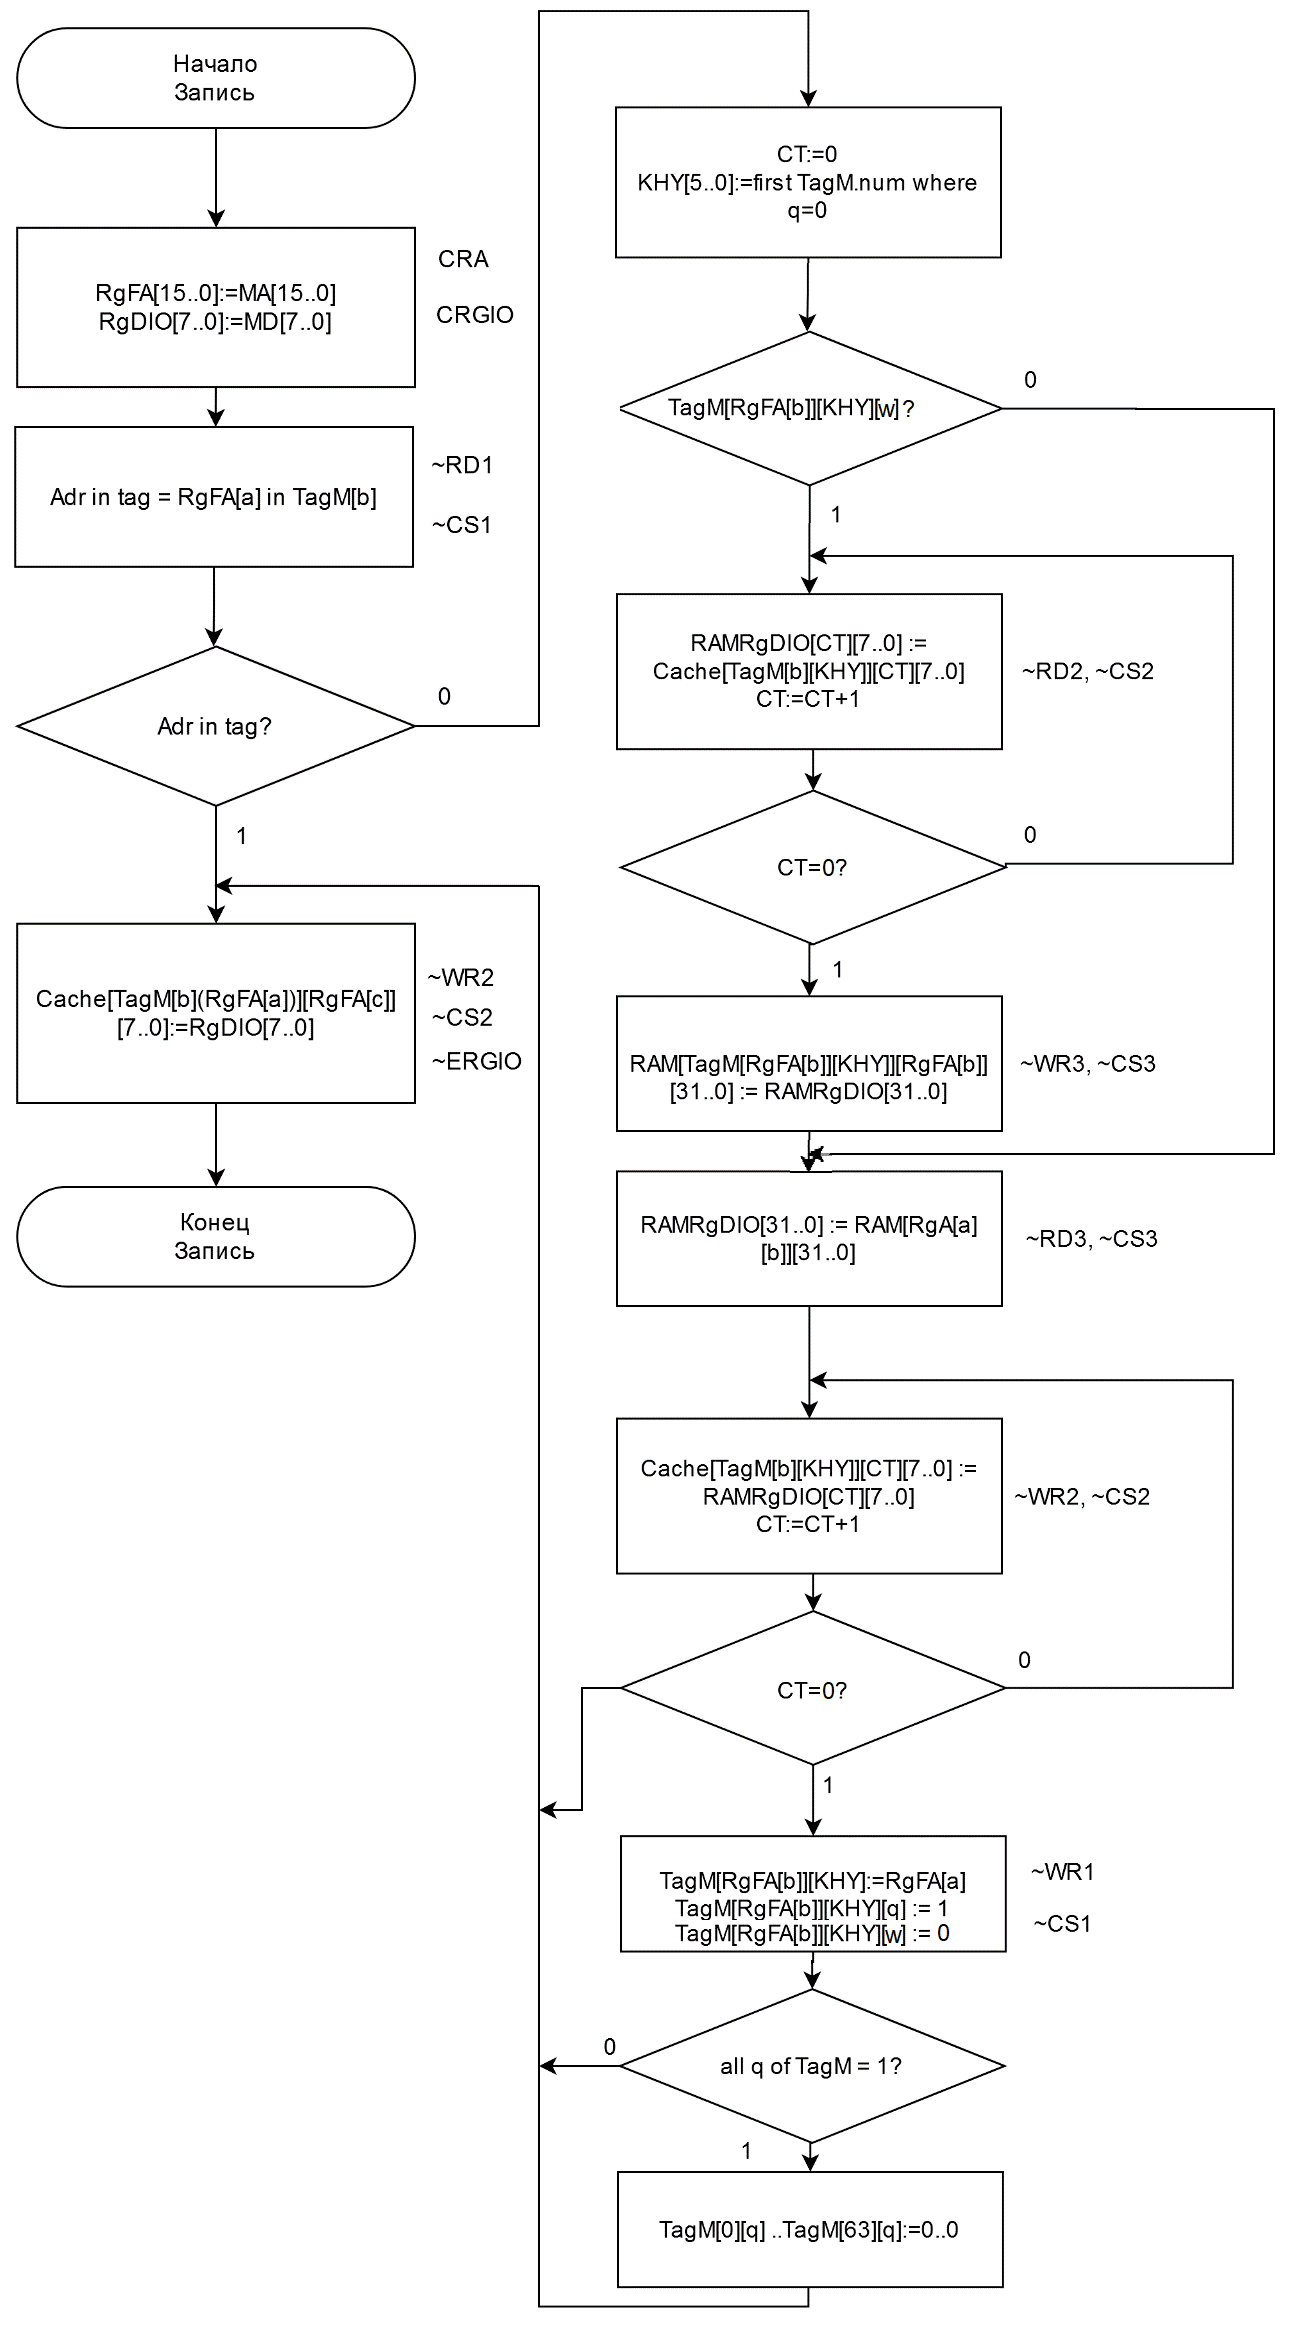 Начало
Запись
RgFA[15..0]:=MA[15..0]
RgDIO[7..0]:=MD[7..0]
CRA
CRGIO
Adr in tag = RgFA[a] in TagM[b]
~RD1
~CS1
Adr in tag?
0
1
Cache[TagM[b](RgFA[a])][RgFA[c]]
[7..0]:=RgDIO[7..0]
~WR2
~CS2
~ERGIO
Конец
Запись
CT:=0
KHY[5..0]:=first TagM.num where
q=0
TagM[RgFA[b]][KHY][w]?
0
1
RAMRgDIO[CT][7..0] :=
Cache[TagM[b][KHY]][CT][7..0]
CT:=CT+1
~RD2, ~CS2
CT=0?
0
1
RAM[TagM[RgFA[b]][KHY]][RgFA[b]]
[31..0] := RAMRgDIO[31..0]
~WR3, ~CS3
RAMRgDIO[31..0] := RAM[RgA[a]
[b]][31..0]
~RD3, ~CS3
Cache[TagM[b][KHY]][CT][7..0] :=
RAMRgDIO[CT][7..0]
CT:=CT+1
~WR2, ~CS2
CT=0?
0
1
TagM[RgFA[b]][KHY]:=RgFA[a]
TagM[RgFA[b]][KHY][q] := 1
TagM[RgFA[b]][KHY][w] := 0
~WR1
~CS1
all q of TagM = 1?
0
1
TagM[0][q] ..TagM[63][q]:=0..0